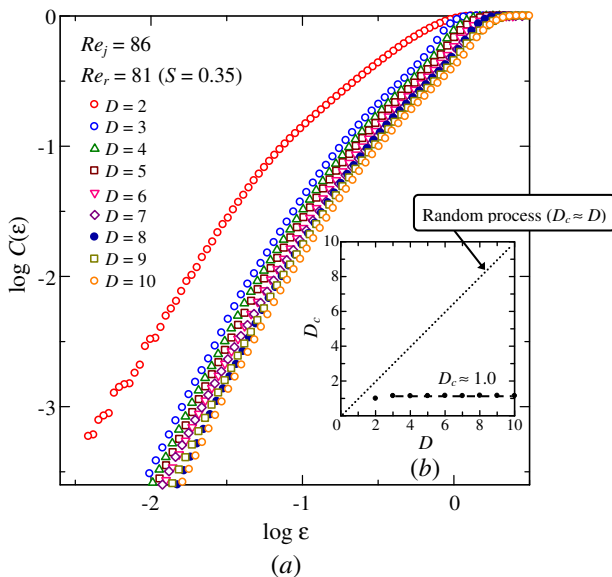 0
Re_j = 86
Re_r = 81 (S = 0.35)
D = 2
D = 3
D = 4
D = 5
D = 6
D = 7
D = 8
D = 9
D = 10
-1
-2
-3
log C(ε)
-2 -1 0
log ε
(a)
Random process (D_c ≈ D)
10
8
6
4
2
D_c
D_c ≈ 1.0
0 2 4 6 8 10
D
(b)